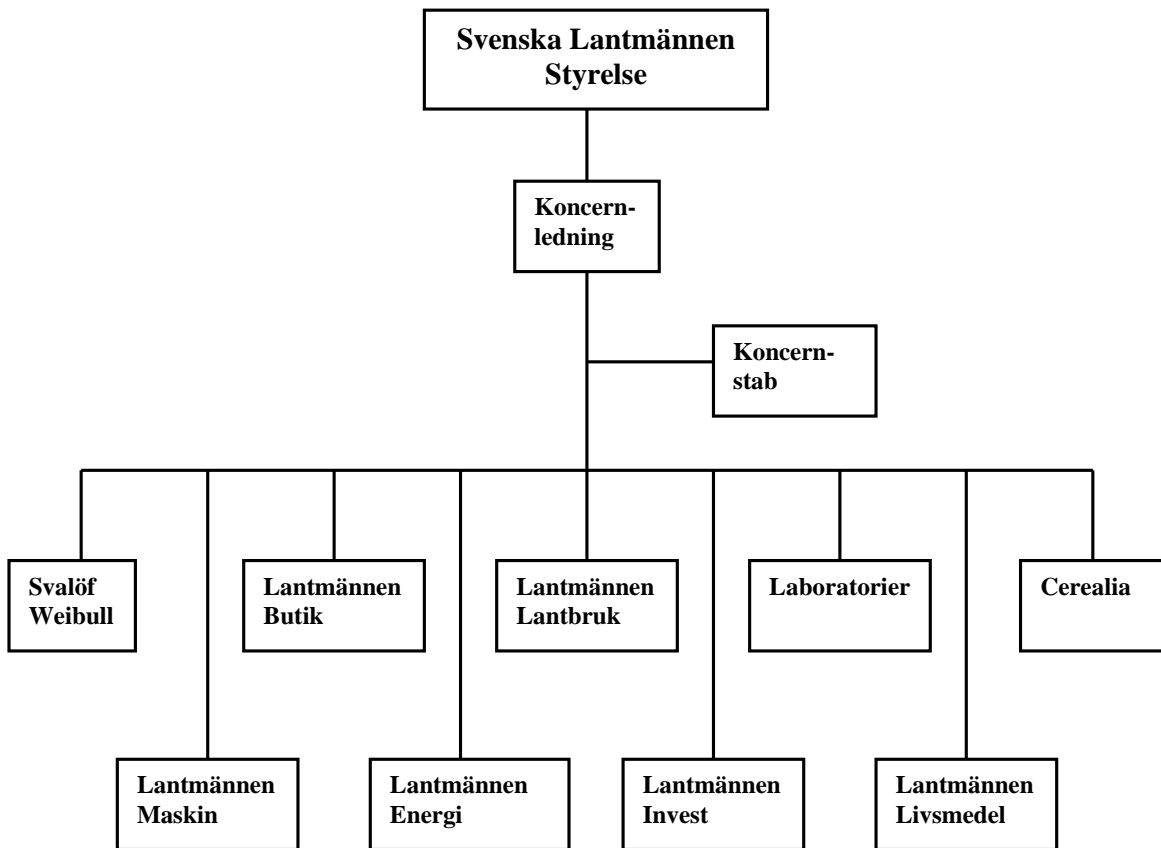 Svenska Lantmännen
Styrelse
Koncern-
ledning
Koncern-
stab
Svalöf
Weibull
Lantmännen
Butik
Lantmännen
Lantbruk
Laboratorier
Cerealia
Lantmännen
Maskin
Lantmännen
Energi
Lantmännen
Invest
Lantmännen
Livsmedel